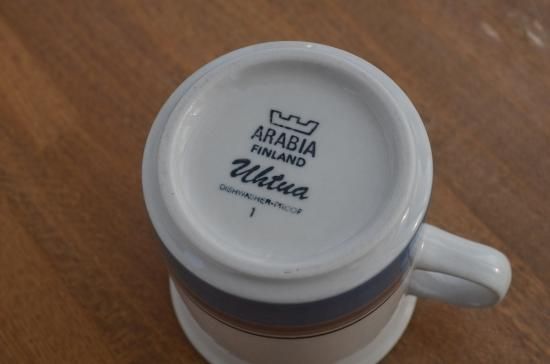 ARABIA
FINLAND
Uhtua
DISHWASHER-PROOF
1